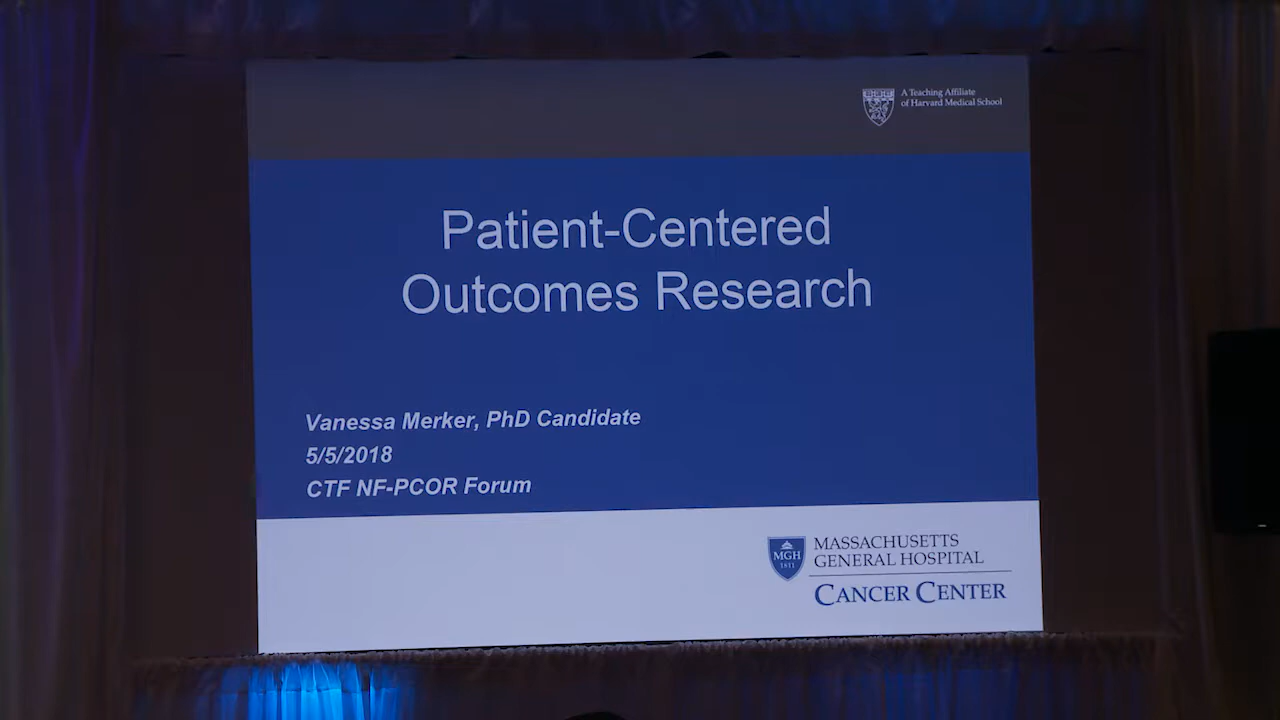 A Teaching Affiliate
of Harvard Medical School
Patient-Centered
Outcomes Research
Vanessa Merker, PhD Candidate
5/5/2018
CTF NF-PCOR Forum
MGH
1811
MASSACHUSETTS
GENERAL HOSPITAL
CANCER CENTER